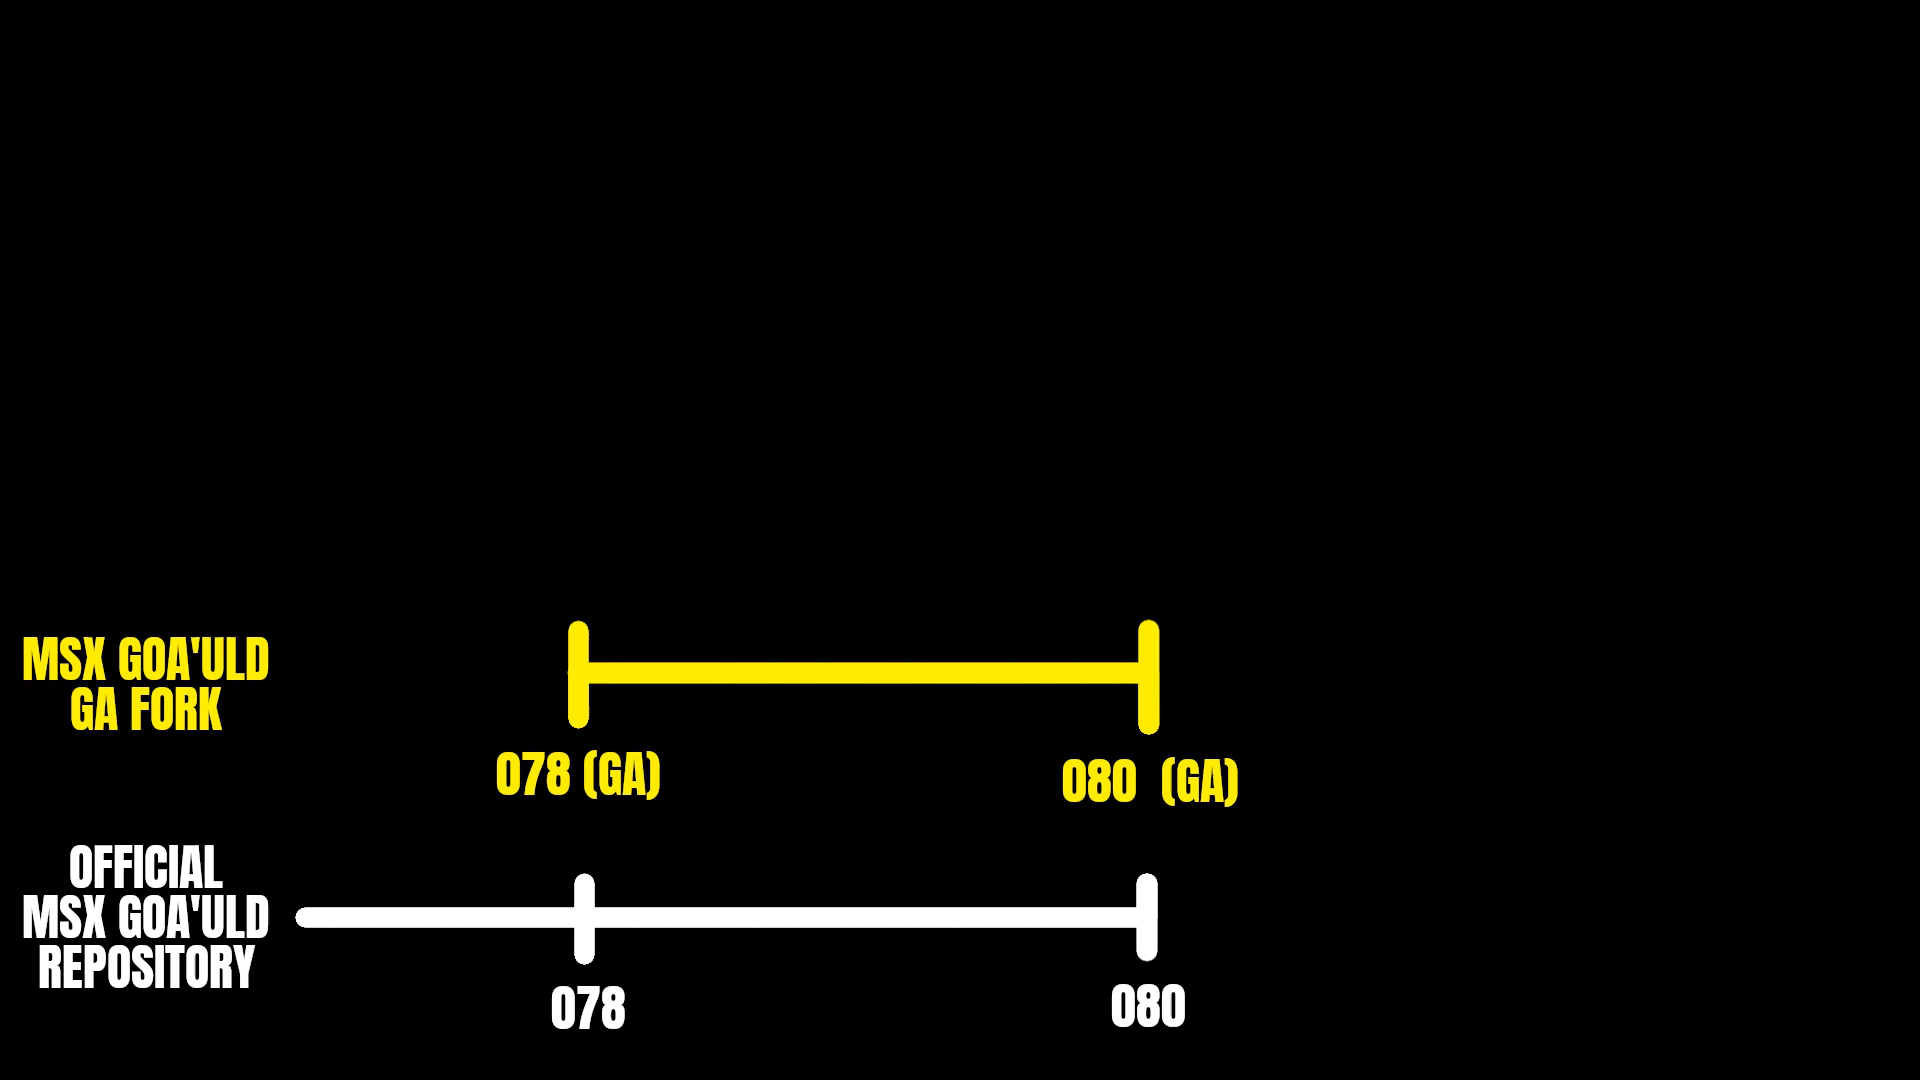 MSX GOA'ULD
GA FORK
078 (GA)
080 (GA)
OFFICIAL
MSX GOA'ULD
REPOSITORY
078
080